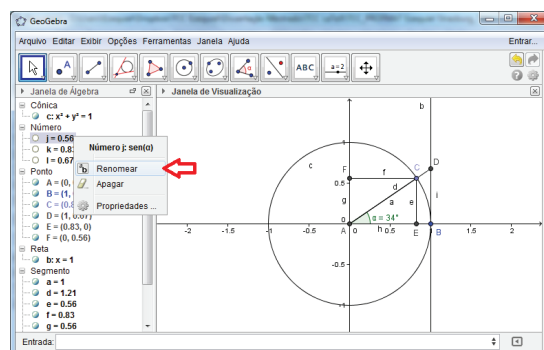 GeoGebra
Arquivo Editar Exibir Opções Ferramentas Janela Ajuda
Entrar...
ABC
a=2
Janela de Álgebra
Janela de Visualização
Cônica
c: x² + y² = 1
Número
j = 0.56
k = 0.8
l = 0.67
Número j: sen(α)
Renomear
Apagar
Propriedades ...
Ponto
A = (0,
B = (1,
C = (0.8
D = (1, 0.67)
E = (0.83, 0)
F = (0, 0.56)
Reta
b: x = 1
Segmento
a = 1
d = 1.21
e = 0.56
f = 0.83
g = 0.56
b
1
c
F
f
C
D
0.5
d
g
a
e
i
α = 34°
0
A
h
E
B
-2
-1.5
-1
-0.5
0
0.5
1
1.5
2
-0.5
-1
Entrada: